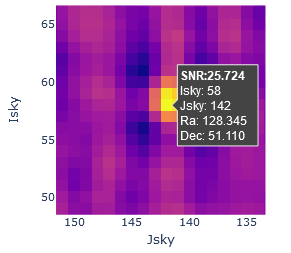 65
60
55
50
Isky
SNR:25.724
Isky: 58
Jsky: 142
Ra: 128.345
Dec: 51.110
150
145
140
135
Jsky